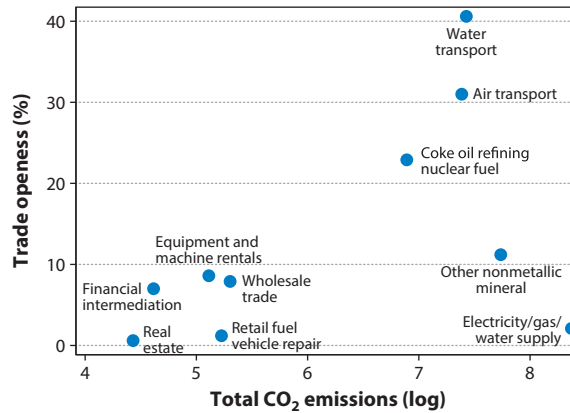 Trade openess (%)
40
30
20
10
0
Water
transport
Air transport
Coke oil refining
nuclear fuel
Equipment and
machine rentals
Financial
intermediation
Wholesale
trade
Other nonmetallic
mineral
Real
estate
Retail fuel
vehicle repair
Electricity/gas/
water supply
4
5
6
7
8
Total CO₂ emissions (log)